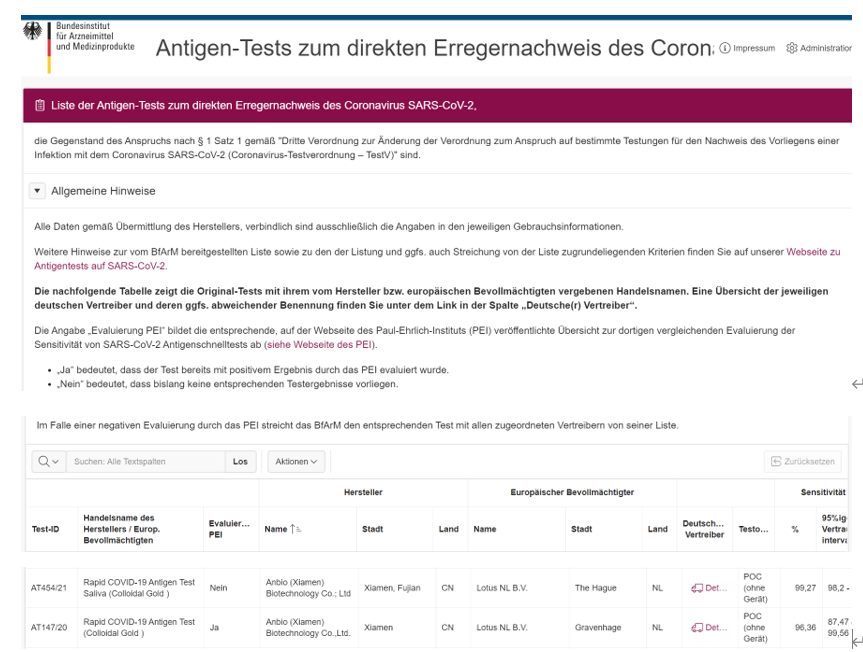 Bundesinstitut
für Arzneimittel
und Medizinprodukte
Antigen-Tests zum direkten Erregernachweis des Coron
Impressum
Administration
Liste der Antigen-Tests zum direkten Erregernachweis des Coronavirus SARS-CoV-2,
die Gegenstand des Anspruchs nach § 1 Satz 1 gemäß "Dritte Verordnung zur Änderung der Verordnung zum Anspruch auf bestimmte Testungen für den Nachweis des Vorliegens einer
Infektion mit dem Coronavirus SARS-CoV-2 (Coronavirus-Testverordnung – TestV)" sind.
Allgemeine Hinweise
Alle Daten gemäß Übermittlung des Herstellers, verbindlich sind ausschließlich die Angaben in den jeweiligen Gebrauchsinformationen.
Weitere Hinweise zur vom BfArM bereitgestellten Liste sowie zu den der Listung und ggfs. auch Streichung von der Liste zugrundeliegenden Kriterien finden Sie auf unserer Webseite zu
Antigentests auf SARS-CoV-2.
Die nachfolgende Tabelle zeigt die Original-Tests mit ihrem vom Hersteller bzw. europäischen Bevollmächtigten vergebenen Handelsnamen. Eine Übersicht der jeweiligen
deutschen Vertreiber und deren ggfs. abweichender Benennung finden Sie unter dem Link in der Spalte „Deutsche(r) Vertreiber“.
Die Angabe „Evaluierung PEI“ bildet die entsprechende, auf der Webseite des Paul-Ehrlich-Instituts (PEI) veröffentlichte Übersicht zur dortigen vergleichenden Evaluierung der
Sensitivität von SARS-CoV-2 Antigenschnelltests ab (siehe Webseite des PEI).
• „Ja“ bedeutet, dass der Test bereits mit positivem Ergebnis durch das PEI evaluiert wurde.
• „Nein“ bedeutet, dass bislang keine entsprechenden Testergebnisse vorliegen.
Im Falle einer negativen Evaluierung durch das PEI streicht das BfArM den entsprechenden Test mit allen zugeordneten Vertreibern von seiner Liste.
Suchen: Alle Textspalten Los Aktionen Zurücksetzen
Hersteller Europäischer Bevollmächtigter Sensitivität
Test-ID
Handelsname des
Herstellers / Europ.
Bevollmächtigten
Evaluier...
PEI
Name Stadt Land Name Stadt Land
Deutsch...
Vertreiber
Testo... %
95%ig
Vertra
interva
AT454/21
Rapid COVID-19 Antigen Test
Saliva (Colloidal Gold )
Nein
Anbio (Xiamen)
Biotechnology Co.; Ltd
Xiamen, Fujian CN Lotus NL B.V. The Hague NL Det...
POC
(ohne
Gerät)
99,27 98,2 -
AT147/20
Rapid COVID-19 Antigen Test
(Colloidal Gold )
Ja
Anbio (Xiamen)
Biotechnology Co.,Ltd.
Xiamen CN Lotus NL B.V. Gravenhage NL Det...
POC
(ohne
Gerät)
96,36
87,47
99,56